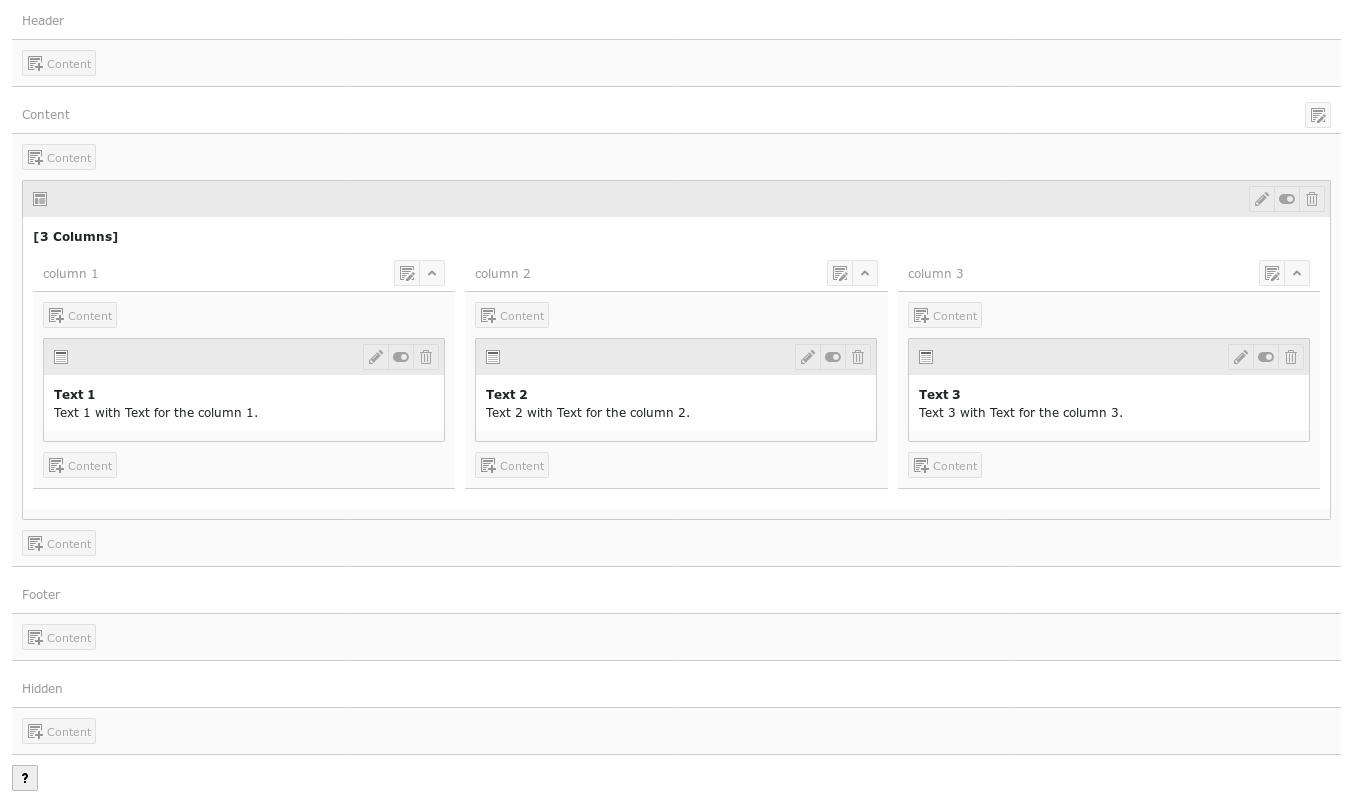 Header
Content
Content
Content
[3 Columns]
column 1
column 2
column 3
Content
Content
Content
Text 1
Text 1 with Text for the column 1.
Text 2
Text 2 with Text for the column 2.
Text 3
Text 3 with Text for the column 3.
Content
Content
Content
Content
Footer
Content
Hidden
Content
?